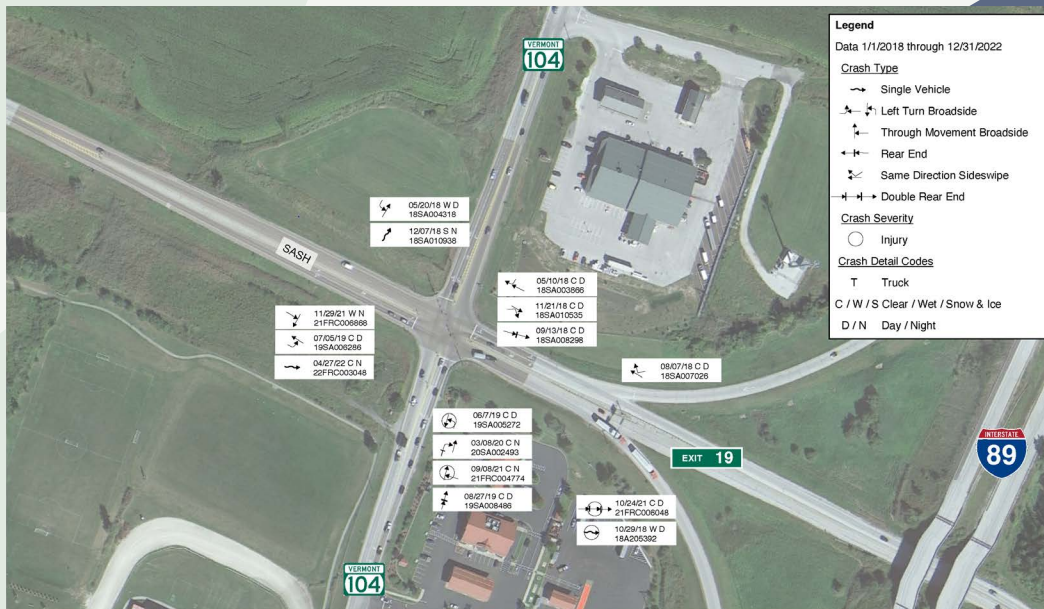 VERMONT
104
Legend
Data 1/1/2018 through 12/31/2022
Crash Type
Single Vehicle
Left Turn Broadside
Through Movement Broadside
Rear End
Same Direction Sideswipe
Double Rear End
Crash Severity
Injury
Crash Detail Codes
T Truck
C / W / S Clear / Wet / Snow & Ice
D / N Day / Night
05/20/18 W D
18SA004318
12/07/18 S N
18SA010938
SASH
05/10/18 C D
18SA003866
11/21/18 C D
18SA010535
09/13/18 C D
18SA008298
11/29/21 W N
21FRC006868
07/05/19 C D
19SA006286
04/27/22 C N
22FRC003048
08/07/18 C D
18SA007026
06/7/19 C D
19SA005272
03/08/20 C N
20SA002493
09/08/21 C N
21FRC004774
08/27/19 C D
19SA008486
EXIT 19
INTERSTATE
89
10/24/21 C D
21FRC006048
10/29/18 W D
18A205392
VERMONT
104